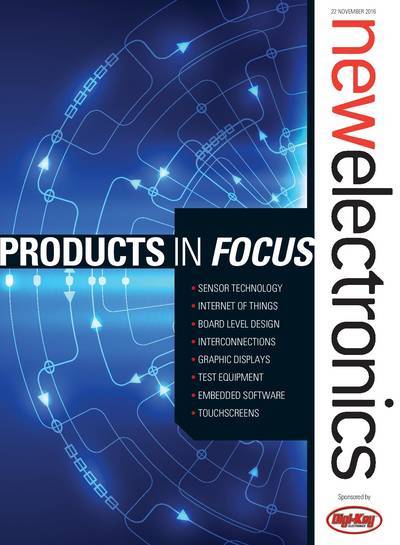 22 NOVEMBER 2016
newelectronics
PRODUCTS IN FOCUS
• SENSOR TECHNOLOGY
• INTERNET OF THINGS
• BOARD LEVEL DESIGN
• INTERCONNECTIONS
• GRAPHIC DISPLAYS
• TEST EQUIPMENT
• EMBEDDED SOFTWARE
• TOUCHSCREENS
Sponsored by
Digi-Key
ELECTRONICS